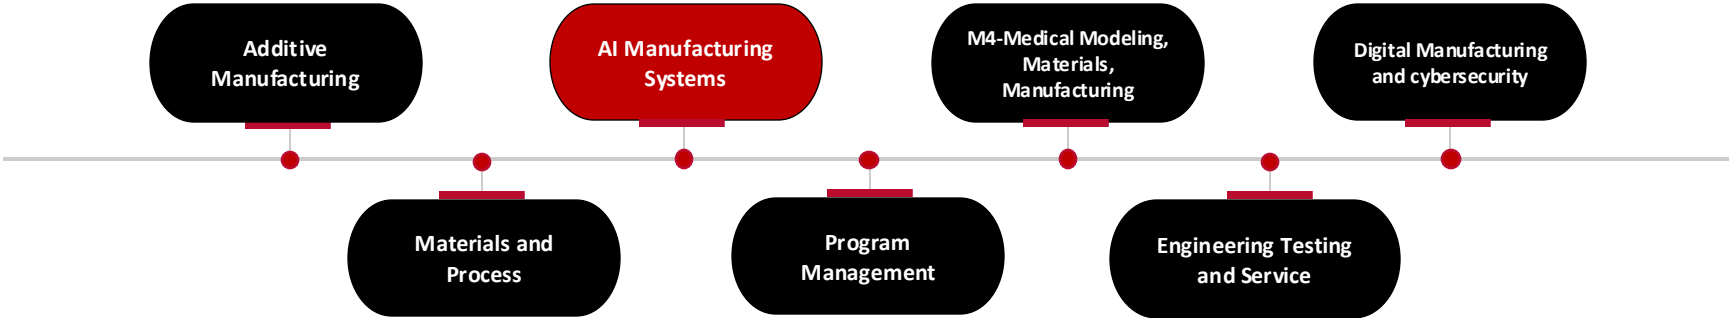 Additive
Manufacturing
AI Manufacturing
Systems
M4-Medical Modeling,
Materials,
Manufacturing
Digital Manufacturing
and cybersecurity
Materials and
Process
Program
Management
Engineering Testing
and Service